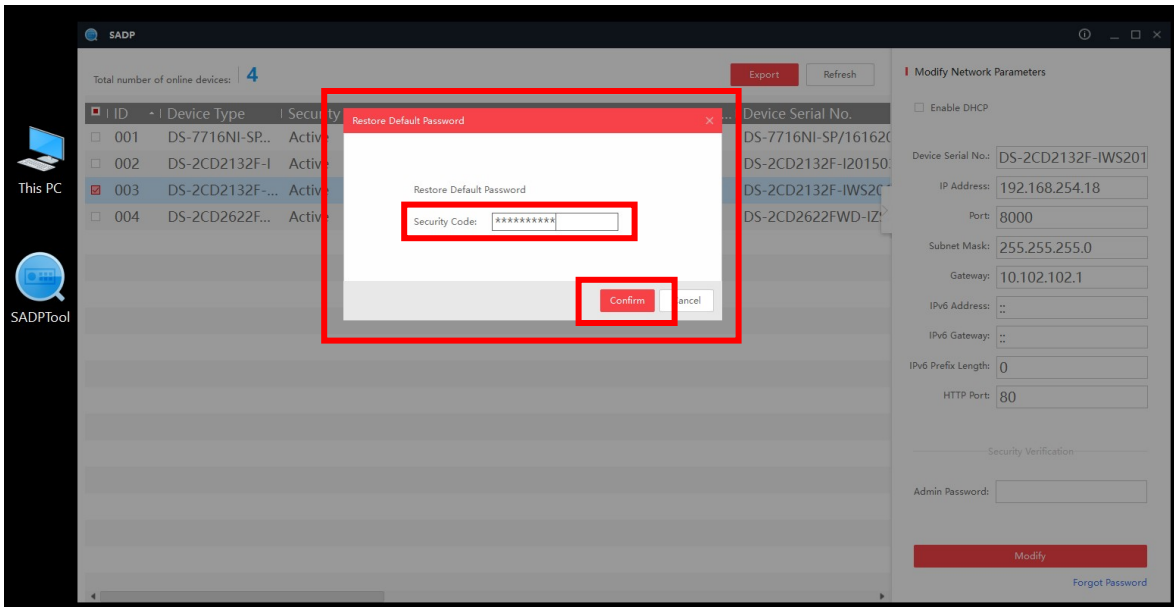 SADP
Total number of online devices: 4
Export
Refresh
ID
Device Type
Security
Device Serial No.
001 DS-7716NI-SP... Active DS-7716NI-SP/161620
002 DS-2CD2132F-I Active DS-2CD2132F-I20150
003 DS-2CD2132F-... Active DS-2CD2132F-IWS20
004 DS-2CD2622F... Active DS-2CD2622FWD-IZ
This PC
SADPTool
Restore Default Password
Restore Default Password
Security Code: **********
Confirm
Modify Network Parameters
Enable DHCP
Device Serial No.: DS-2CD2132F-IWS201
IP Address: 192.168.254.18
Port: 8000
Subnet Mask: 255.255.255.0
Gateway: 10.102.102.1
IPv6 Address: ::
IPv6 Gateway: ::
IPv6 Prefix Length: 0
HTTP Port: 80
Security Verification
Admin Password:
Modify
Forgot Password